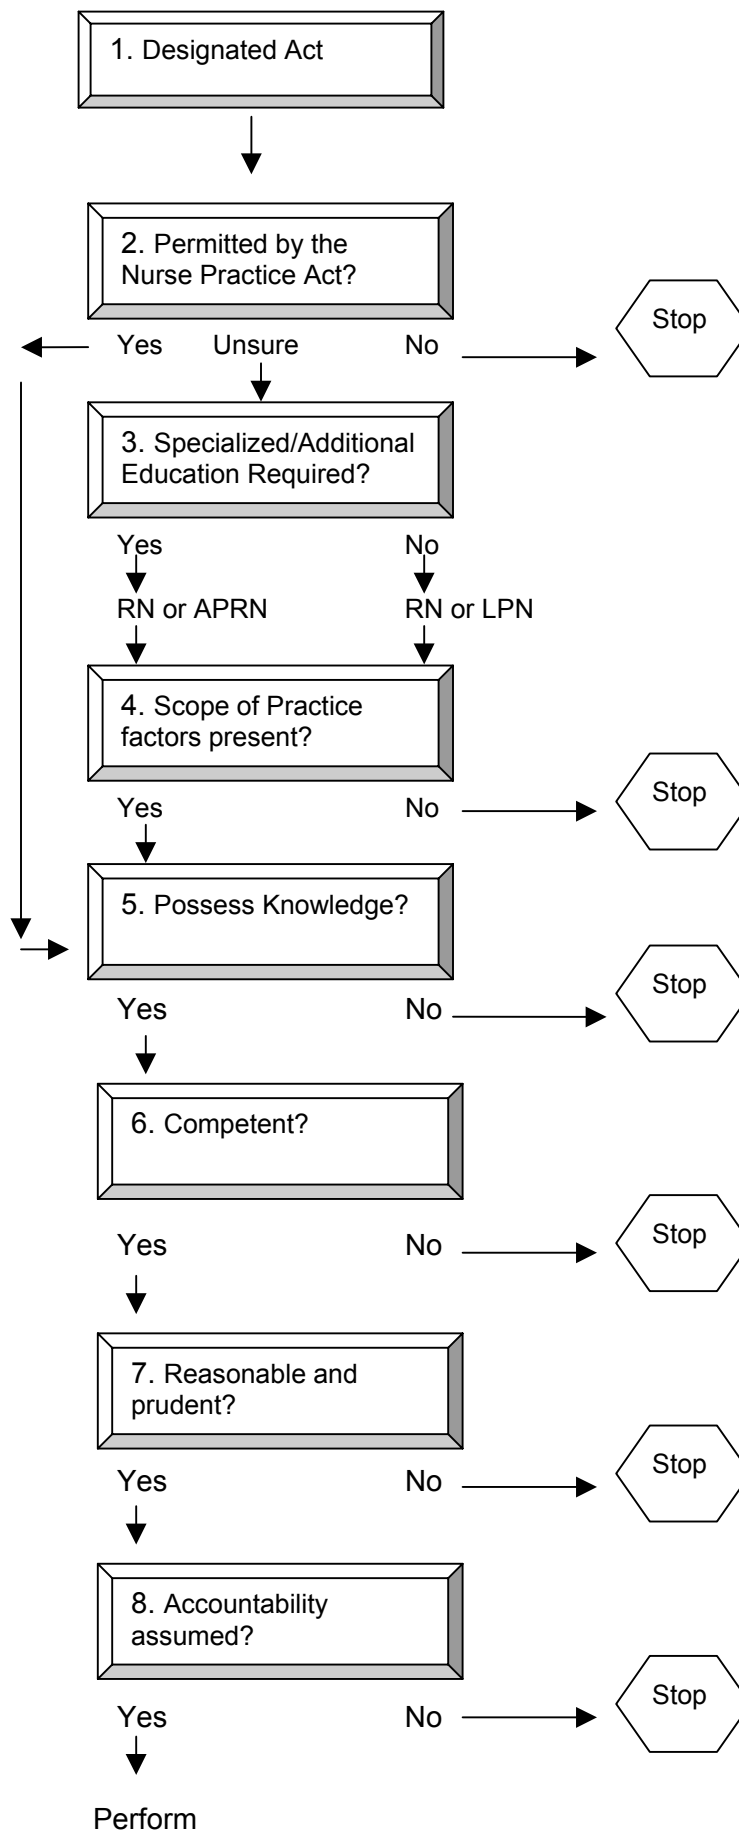 1. Designated Act
2. Permitted by the
Nurse Practice Act?
Yes Unsure No
Stop
3. Specialized/Additional
Education Required?
Yes No
RN or APRN RN or LPN
4. Scope of Practice
factors present?
Yes No
Stop
5. Possess Knowledge?
Yes No
Stop
6. Competent?
Yes No
Stop
7. Reasonable and
prudent?
Yes No
Stop
8. Accountability
assumed?
Yes No
Stop
Perform